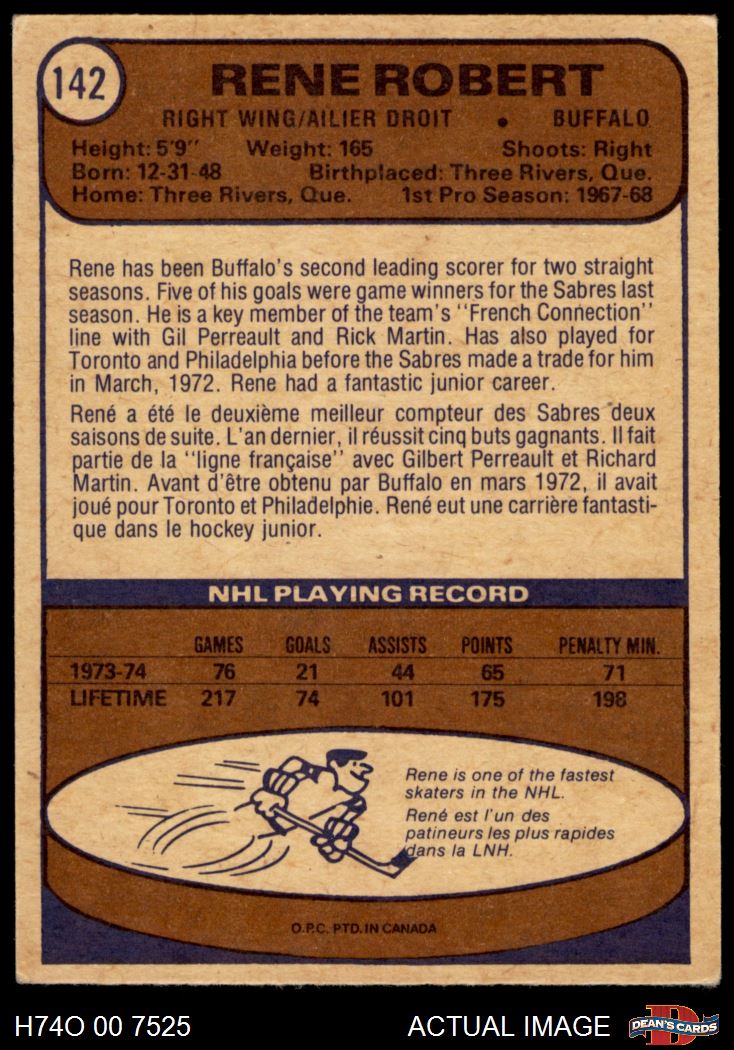 142
RENE ROBERT
RIGHT WING/AILIER DROIT • BUFFALO
Height: 5'9" Weight: 165 Shoots: Right
Born: 12-31-48 Birthplaced: Three Rivers, Que.
Home: Three Rivers, Que. 1st Pro Season: 1967-68
Rene has been Buffalo's second leading scorer for two straight
seasons. Five of his goals were game winners for the Sabres last
season. He is a key member of the team's "French Connection"
line with Gil Perreault and Rick Martin. Has also played for
Toronto and Philadelphia before the Sabres made a trade for him
in March, 1972. Rene had a fantastic junior career.
René a été le deuxième meilleur compteur des Sabres deux
saisons de suite. L'an dernier, il réussit cinq buts gagnants. Il fait
partie de la "ligne française" avec Gilbert Perreault et Richard
Martin. Avant d'être obtenu par Buffalo en mars 1972, il avait
joué pour Toronto et Philadelphie. René eut une carrière fantasti-
que dans le hockey junior.
NHL PLAYING RECORD
GAMES GOALS ASSISTS POINTS PENALTY MIN.
1973-74 76 21 44 65 71
LIFETIME 217 74 101 175 198
Rene is one of the fastest
skaters in the NHL.
René est l'un des
patineurs les plus rapides
dans la LNH.
O.P.C. PTD. IN CANADA
H74O 00 7525 ACTUAL IMAGE DEAN'S CARDS